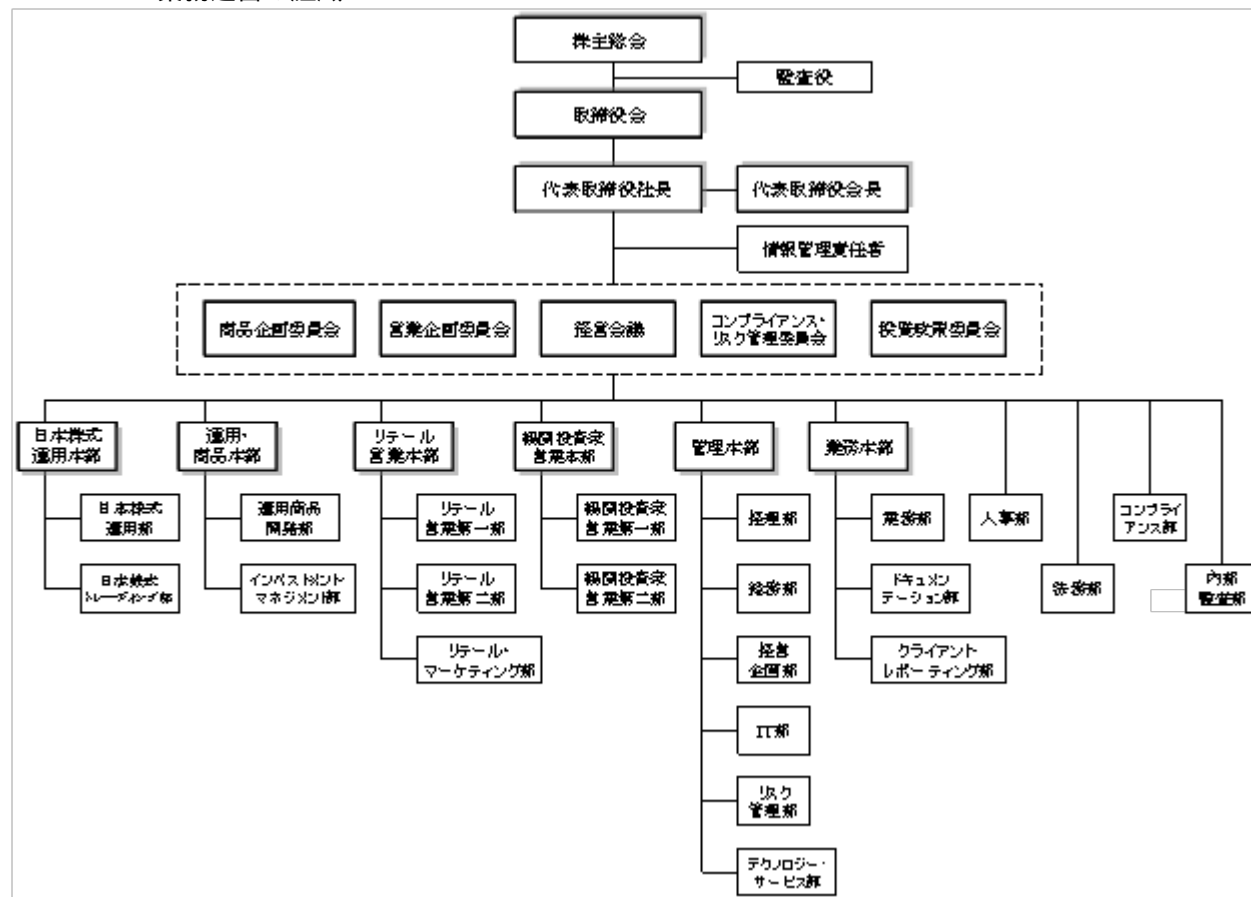 株主総会
監査役
取締役会
代表取締役社長
代表取締役会長
情報管理責任者
商品企画委員会
営業企画委員会
経営会議
コンプライアンス・
リスク管理委員会
投資政策委員会
日本株式
運用本部
運用・
商品本部
リテール
営業本部
機関投資家
営業本部
管理本部
業務本部
日本株式
運用部
運用商品
開発部
リテール
営業第一部
機関投資家
営業第一部
経理部
業務部
人事部
コンプライ
アンス部
日本株式
トレーディング部
インベストメント
マネジメント部
リテール
営業第二部
機関投資家
営業第二部
総務部
ドキュメン
テーション部
法務部
内部
監査部
リテール・
マーケティング部
経営
企画部
クライアント
レポーティング部
IT部
リスク
管理部
テクノロジー・
サービス部